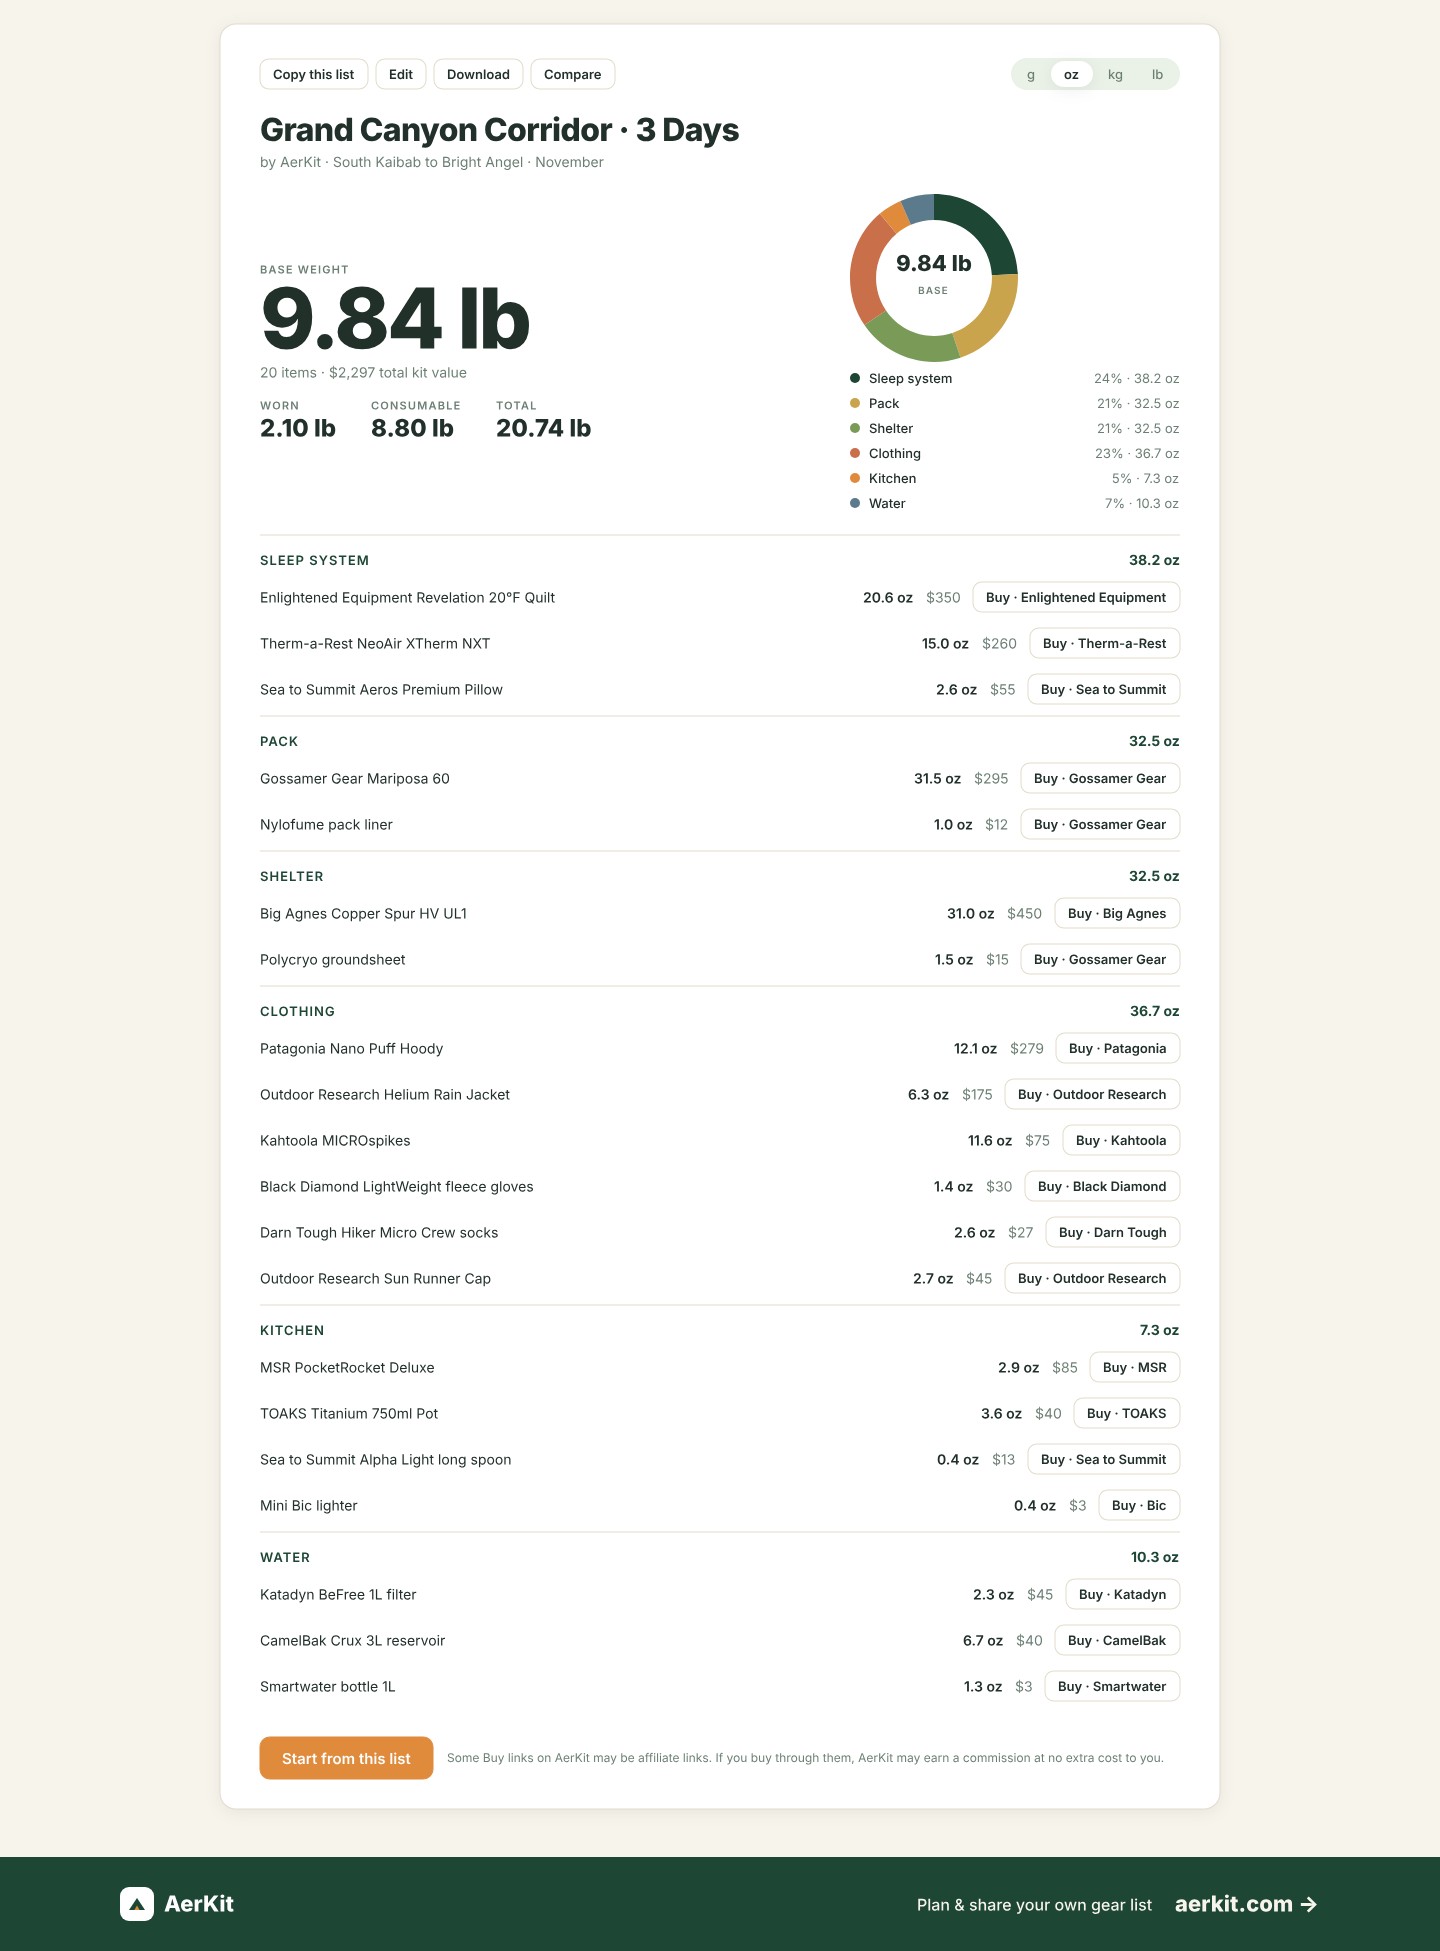 Copy this list Edit Download Compare g oz kg lb
Grand Canyon Corridor · 3 Days
by AerKit · South Kaibab to Bright Angel · November
BASE WEIGHT
9.84 lb
20 items · $2,297 total kit value
WORN CONSUMABLE TOTAL
2.10 lb 8.80 lb 20.74 lb
9.84 lb
BASE
Sleep system 24% · 38.2 oz
Pack 21% · 32.5 oz
Shelter 21% · 32.5 oz
Clothing 23% · 36.7 oz
Kitchen 5% · 7.3 oz
Water 7% · 10.3 oz
SLEEP SYSTEM 38.2 oz
Enlightened Equipment Revelation 20°F Quilt 20.6 oz $350 Buy · Enlightened Equipment
Therm-a-Rest NeoAir XTherm NXT 15.0 oz $260 Buy · Therm-a-Rest
Sea to Summit Aeros Premium Pillow 2.6 oz $55 Buy · Sea to Summit
PACK 32.5 oz
Gossamer Gear Mariposa 60 31.5 oz $295 Buy · Gossamer Gear
Nylofume pack liner 1.0 oz $12 Buy · Gossamer Gear
SHELTER 32.5 oz
Big Agnes Copper Spur HV UL1 31.0 oz $450 Buy · Big Agnes
Polycryo groundsheet 1.5 oz $15 Buy · Gossamer Gear
CLOTHING 36.7 oz
Patagonia Nano Puff Hoody 12.1 oz $279 Buy · Patagonia
Outdoor Research Helium Rain Jacket 6.3 oz $175 Buy · Outdoor Research
Kahtoola MICROspikes 11.6 oz $75 Buy · Kahtoola
Black Diamond LightWeight fleece gloves 1.4 oz $30 Buy · Black Diamond
Darn Tough Hiker Micro Crew socks 2.6 oz $27 Buy · Darn Tough
Outdoor Research Sun Runner Cap 2.7 oz $45 Buy · Outdoor Research
KITCHEN 7.3 oz
MSR PocketRocket Deluxe 2.9 oz $85 Buy · MSR
TOAKS Titanium 750ml Pot 3.6 oz $40 Buy · TOAKS
Sea to Summit Alpha Light long spoon 0.4 oz $13 Buy · Sea to Summit
Mini Bic lighter 0.4 oz $3 Buy · Bic
WATER 10.3 oz
Katadyn BeFree 1L filter 2.3 oz $45 Buy · Katadyn
CamelBak Crux 3L reservoir 6.7 oz $40 Buy · CamelBak
Smartwater bottle 1L 1.3 oz $3 Buy · Smartwater
Start from this list Some Buy links on AerKit may be affiliate links. If you buy through them, AerKit may earn a commission at no extra cost to you.
AerKit Plan & share your own gear list aerkit.com →